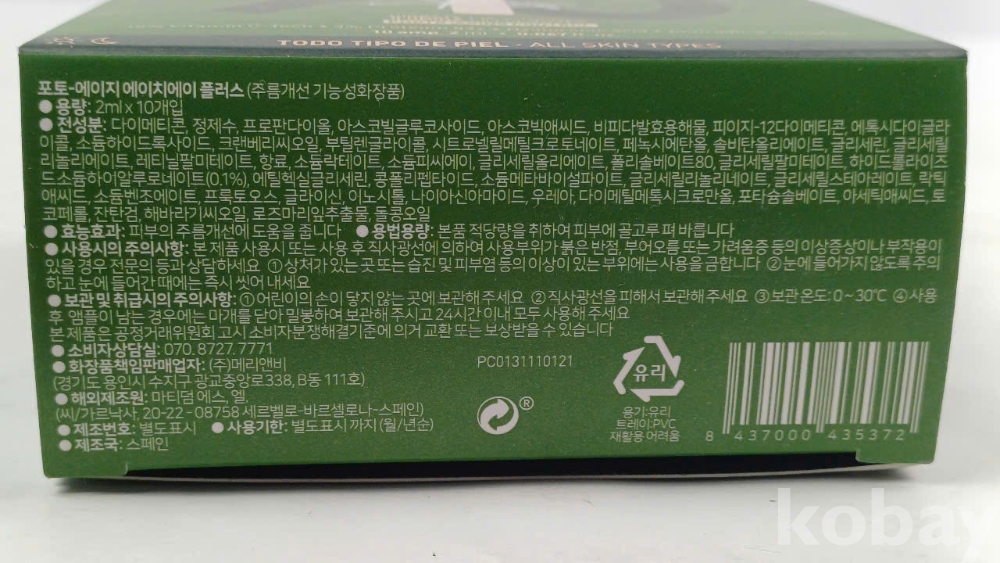 TODO TIPO DE PIEL · ALL SKIN TYPES
포토-에이지 에이치에이 플러스 (주름개선 기능성화장품)
● 용량: 2ml x 10개입
● 전성분: 다이메티콘, 정제수, 프로판다이올, 아스코빌글루코사이드, 아스코빅애씨드, 비피다발효용해물, 피이지-12다이메티콘, 에톡시다이글라
이콜, 소듐하이드록사이드, 크랜베리씨오일, 부틸렌글라이콜, 시트로넬릴메틸크로토네이트, 페녹시에탄올, 솔비탄올리에이트, 글리세린, 글리세릴
리놀리에이트, 레티닐팔미테이트, 향료, 소듐락테이트, 소듐피씨에이, 글리세릴올리에이트, 폴리솔베이트80, 글리세릴팔미테이트, 하이드롤라이즈
드소듐하이알루로네이트(0.1%), 에틸헥실글리세린, 콩폴리펩타이드, 소듐메타바이설파이트, 글리세릴리놀리네이트, 글리세릴스테아레이트, 락틱
애씨드, 소듐벤조에이트, 프룩토오스, 글라이신, 이노시톨, 나이아신아마이드, 우레아, 다이메틸메톡시크로만올, 포타슘솔베이트, 아세틱애씨드, 토
코페롤, 잔탄검, 해바라기씨오일, 로즈마리잎추출물, 돌콩오일
● 효능효과: 피부의 주름개선에 도움을 줍니다 ● 용법용량: 본품 적당량을 취하여 피부에 골고루 펴 바릅니다
● 사용시의 주의사항: 본 제품 사용시 또는 사용 후 직사광선에 의하여 사용부위가 붉은 반점, 부어오름 또는 가려움증 등의 이상증상이나 부작용이
있을 경우 전문의 등과 상담하세요 ① 상처가 있는 곳 또는 습진 및 피부염 등의 이상이 있는 부위에는 사용을 금합니다 ② 눈에 들어가지 않도록 주의
하고 눈에 들어간 때에는 즉시 씻어 내세요
● 보관 및 취급시의 주의사항: ① 어린이의 손이 닿지 않는 곳에 보관해 주세요 ② 직사광선을 피해서 보관해 주세요 ③ 보관 온도: 0~30℃ ④ 사용
후 앰플이 남는 경우에는 마개를 닫아 밀봉하여 보관해 주시고 24시간 이내 모두 사용해 주세요
본 제품은 공정거래위원회 고시 소비자분쟁해결기준에 의거 교환 또는 보상받을 수 있습니다
● 소비자상담실: 070. 8727. 7771
● 화장품책임판매업자: (주)메리앤비
(경기도 용인시 수지구 광교중앙로338, B동 111호)
● 해외제조원: 마티덤 에스, 엘
(씨/가르낙사, 20-22 - 08758 세르벨로-바르셀로나-스페인)
● 제조번호: 별도표시 ● 사용기한: 별도표시 까지 (월/년순)
● 제조국: 스페인
PC0131110121
®
유리
용기:유리
트레이:PVC
재활용 어려움
8 437000 435372
kobay